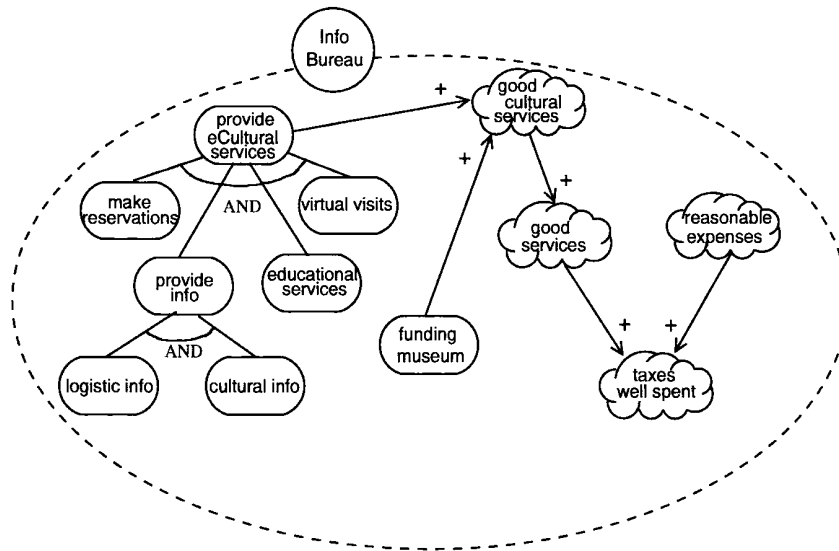 Info
Bureau
+
good
cultural
services
provide
eCultural
services
+
make
reservations
AND
virtual visits
+
good
services
reasonable
expenses
provide
info
educational
services
funding
museum
+
+
AND
logistic info
cultural info
taxes
well spent